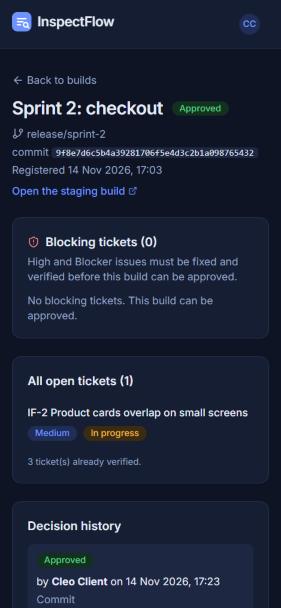 InspectFlow
CC
Back to builds
Sprint 2: checkout Approved
release/sprint-2
commit 9f8e7d6c5b4a39281706f5e4d3c2b1a098765432
Registered 14 Nov 2026, 17:03
Open the staging build
Blocking tickets (0)
High and Blocker issues must be fixed and
verified before this build can be approved.
No blocking tickets. This build can be
approved.
All open tickets (1)
IF-2 Product cards overlap on small screens
Medium In progress
3 ticket(s) already verified.
Decision history
Approved
by Cleo Client on 14 Nov 2026, 17:23
Commit